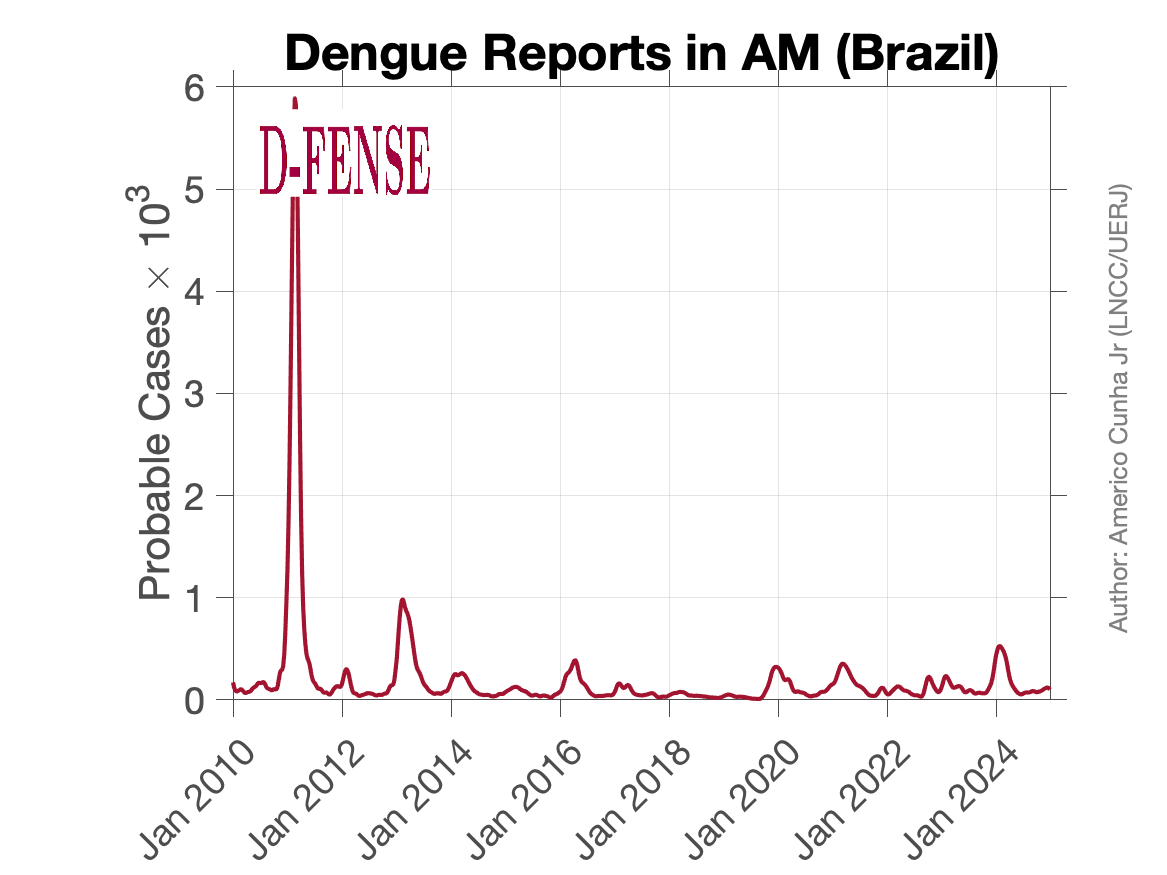 Dengue Reports in AM (Brazil)
D-FENSE
Probable Cases × 10³
6
5
4
3
2
1
0
Jan 2010
Jan 2012
Jan 2014
Jan 2016
Jan 2018
Jan 2020
Jan 2022
Jan 2024
Author: Americo Cunha Jr (LNCC/UERJ)